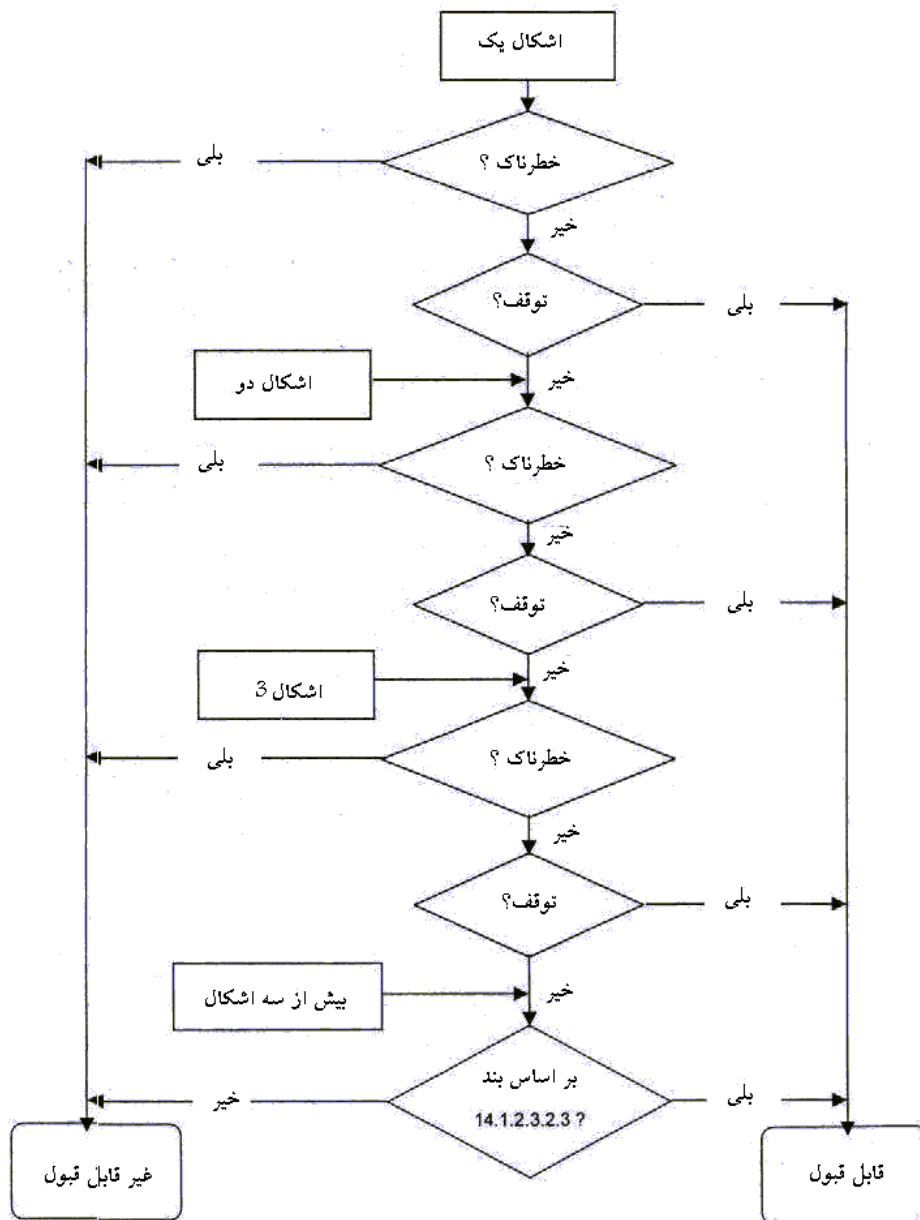 اشکال یک
خطرناک ؟
بلی
خیر
توقف؟
بلی
خیر
اشکال دو
خطرناک ؟
بلی
خیر
توقف؟
بلی
خیر
اشکال 3
خطرناک ؟
بلی
خیر
توقف؟
بلی
خیر
بیش از سه اشکال
بر اساس بند
14.1.2.3.2.3 ?
بلی
خیر
قابل قبول
غیر قابل قبول